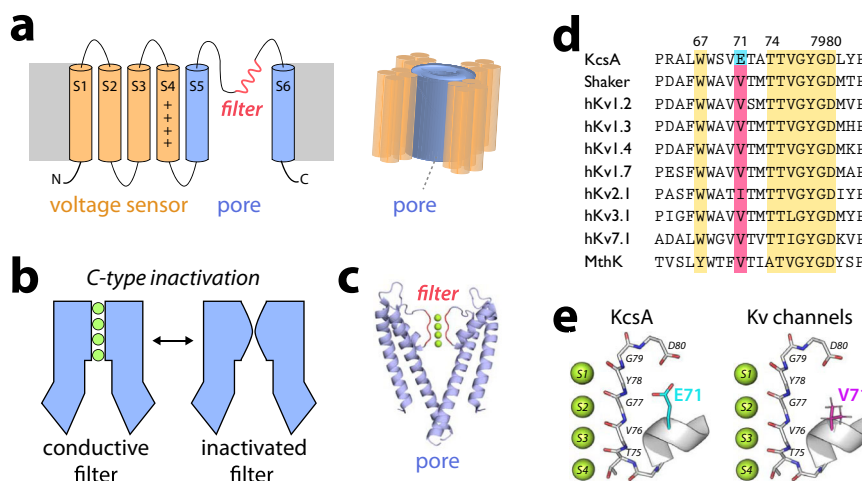 a
S1 S2 S3 S4 S5 S6
+
+
+
+
filter
N
C
voltage sensor pore
pore
b
C-type inactivation
conductive
filter
inactivated
filter
c
filter
pore
d
67 71 74 7980
KcsA PRALWWSVETATTVGYGDLYP
Shaker PDAFWWAVVTMTTVGYGDMTP
hKv1.2 PDAFWWAVVSMTTVGYGDMVP
hKv1.3 PDAFWWAVVTMTTVGYGDMHP
hKv1.4 PDAFWWAVVTMTTVGYGDMKP
hKv1.7 PESFWWAVVTMTTVGYGDMAP
hKv2.1 PASFWWATITMTTVGYGDIYP
hKv3.1 PIGFWWAVVTMTTLGYGDMYP
hKv7.1 ADALWWGVVTVTTIGYGDKVP
MthK TVSLYWTFVTIATVGYGDYSP
e
KcsA
S1
S2
S3
S4
D80
G79
Y78
G77
V76
T75
E71
Kv channels
S1
S2
S3
S4
D80
G79
Y78
G77
V76
T75
V71